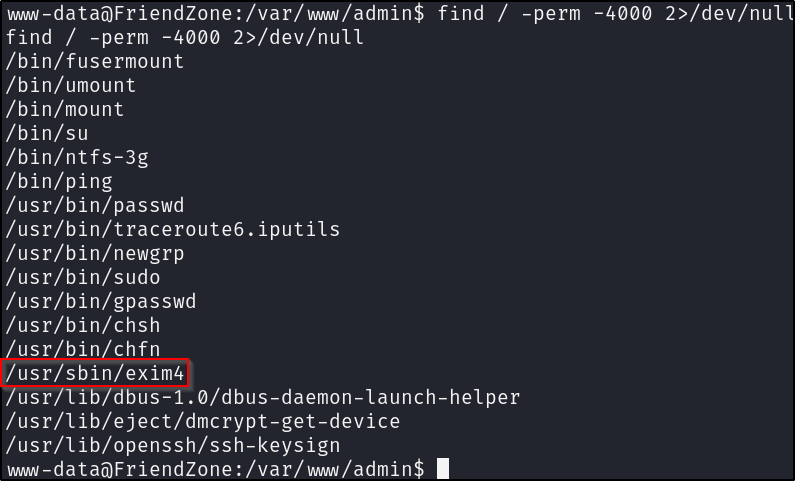 www-data@FriendZone:/var/www/admin$ find / -perm -4000 2>/dev/null
find / -perm -4000 2>/dev/null
/bin/fusermount
/bin/umount
/bin/mount
/bin/su
/bin/ntfs-3g
/bin/ping
/usr/bin/passwd
/usr/bin/traceroute6.iputils
/usr/bin/newgrp
/usr/bin/sudo
/usr/bin/gpasswd
/usr/bin/chsh
/usr/bin/chfn
/usr/sbin/exim4
/usr/lib/dbus-1.0/dbus-daemon-launch-helper
/usr/lib/eject/dmcrypt-get-device
/usr/lib/openssh/ssh-keysign
www-data@FriendZone:/var/www/admin$